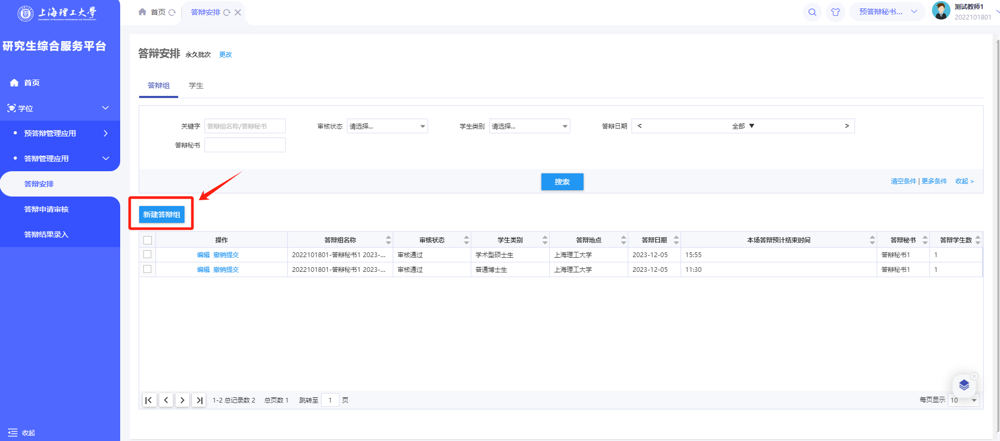 上海理工大學
UNIVERSITY OF SHANGHAI FOR SCIENCE AND TECHNOLOGY
研究生综合服务平台
首页
学位
预答辩管理应用
答辩管理应用
答辩安排
答辩申请审核
答辩结果录入
收起
首页
答辩安排
预答辩秘书...
测试教师1
2022101801
答辩安排 永久批次 更改
答辩组 学生
关键字 答辩组名称/答辩秘书 审核状态 请选择... 学生类别 请选择... 答辩日期 < 全部 ▼ >
答辩秘书
搜索
清空条件 | 更多条件 收起 >
新建答辩组
操作 答辩组名称 审核状态 学生类别 答辩地点 答辩日期 本场答辩预计结束时间 答辩秘书 答辩学生数
编辑 撤销提交 2022101801-答辩秘书1 2023-... 审核通过 学术型硕士生 上海理工大学 2023-12-05 15:55 答辩秘书1 1
编辑 撤销提交 2022101801-答辩秘书1 2023-... 审核通过 普通博士生 上海理工大学 2023-12-05 11:30 答辩秘书1 1
1-2 总记录数 2 总页数 1 跳转至 1 页
每页显示 10